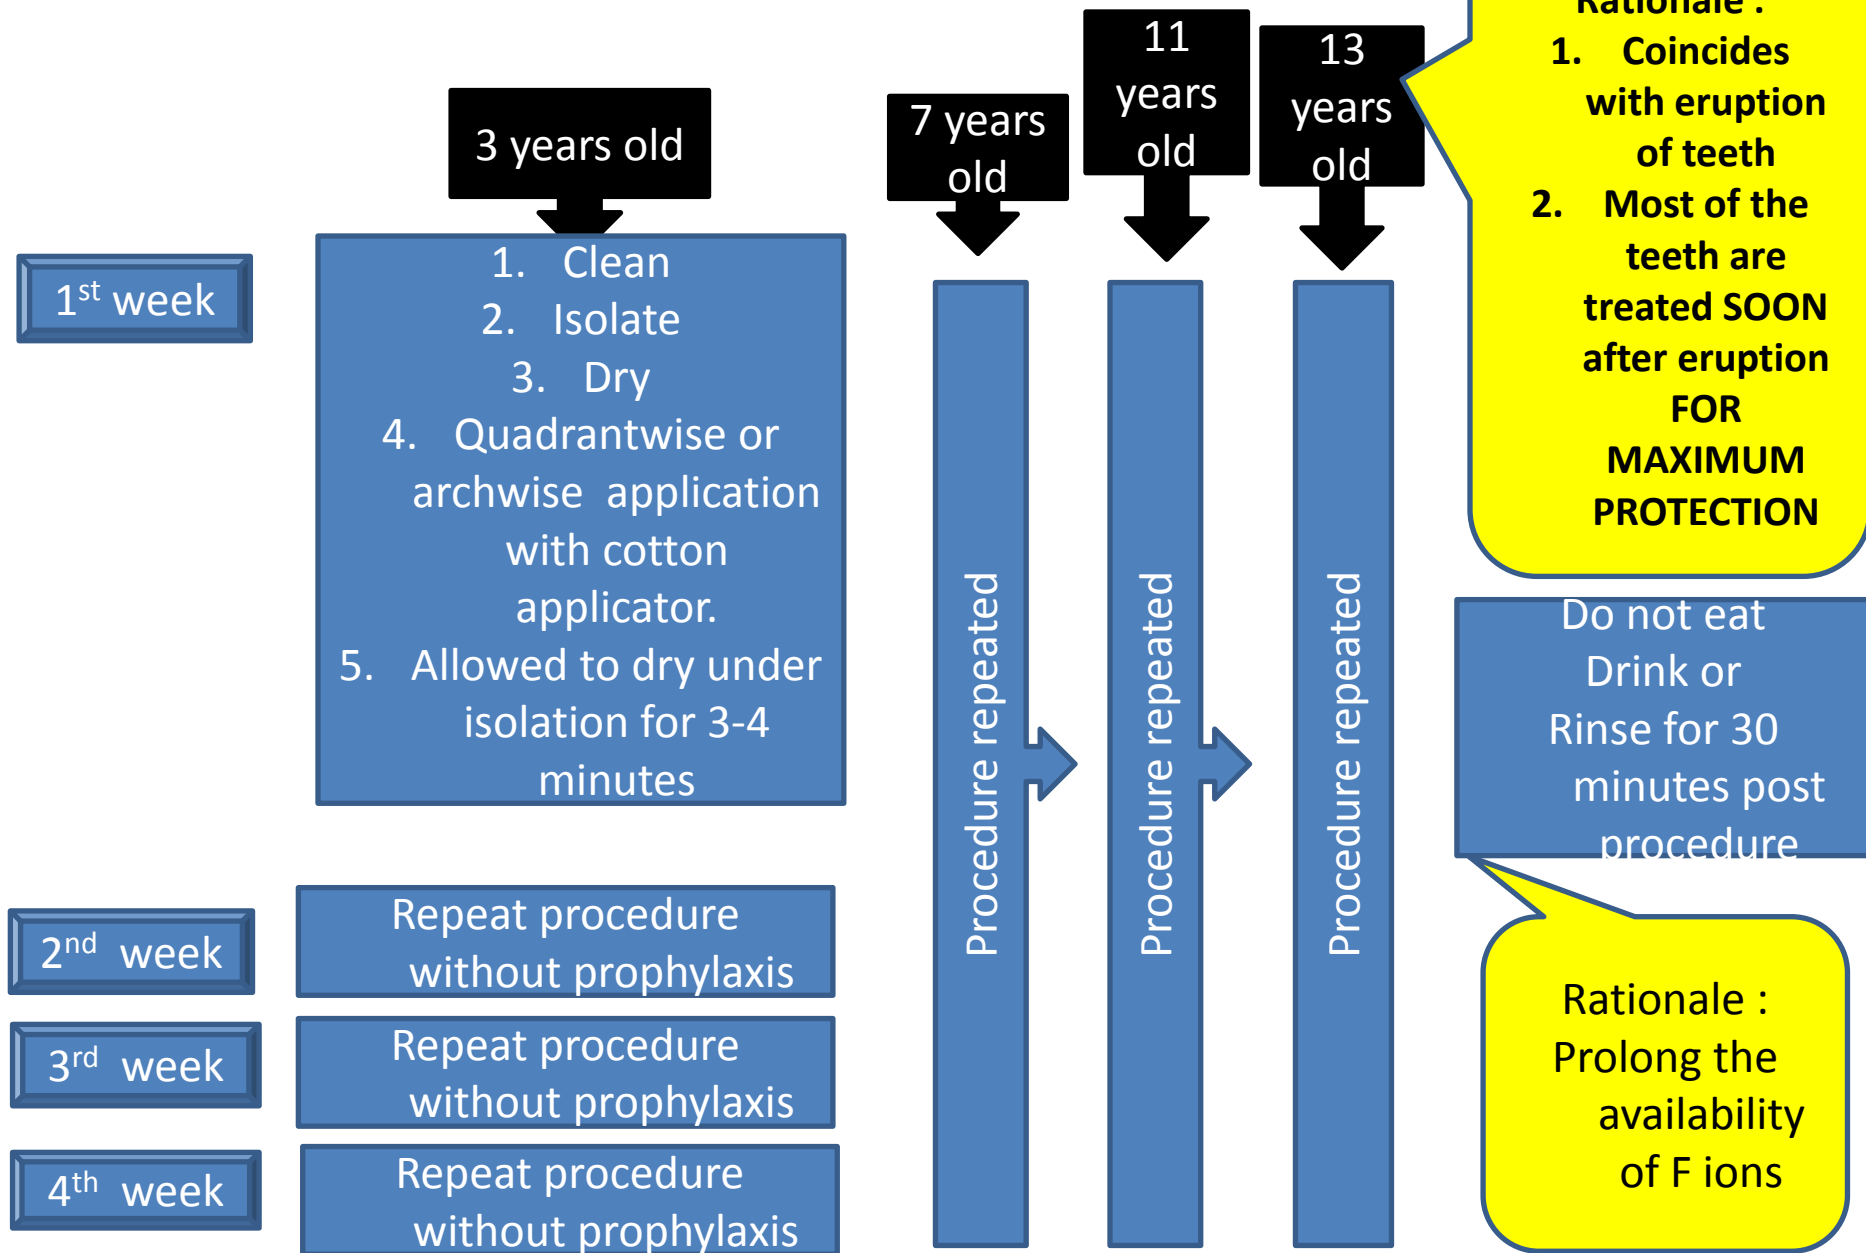 3 years old
7 years
old
11
years
old
13
years
old
Rationale :
1. Coincides
with eruption
of teeth
2. Most of the
teeth are
treated SOON
after eruption
FOR
MAXIMUM
PROTECTION
1st week
1. Clean
2. Isolate
3. Dry
4. Quadrantwise or
archwise application
with cotton
applicator.
5. Allowed to dry under
isolation for 3-4
minutes
Procedure repeated
Procedure repeated
Procedure repeated
Do not eat
Drink or
Rinse for 30
minutes post
procedure
2nd week
Repeat procedure
without prophylaxis
3rd week
Repeat procedure
without prophylaxis
4th week
Repeat procedure
without prophylaxis
Rationale :
Prolong the
availability
of F ions